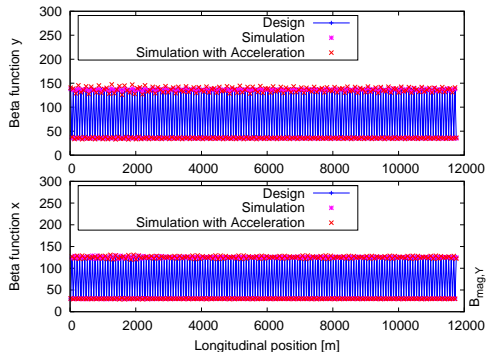 Beta function y
300
250
200
150
100
50
0
Design
Simulation
Simulation with Acceleration
0 2000 4000 6000 8000 10000 12000
Beta function x
300
250
200
150
100
50
0
Design
Simulation
Simulation with Acceleration
0 2000 4000 6000 8000 10000 12000
Longitudinal position [m]
B_mag,Y